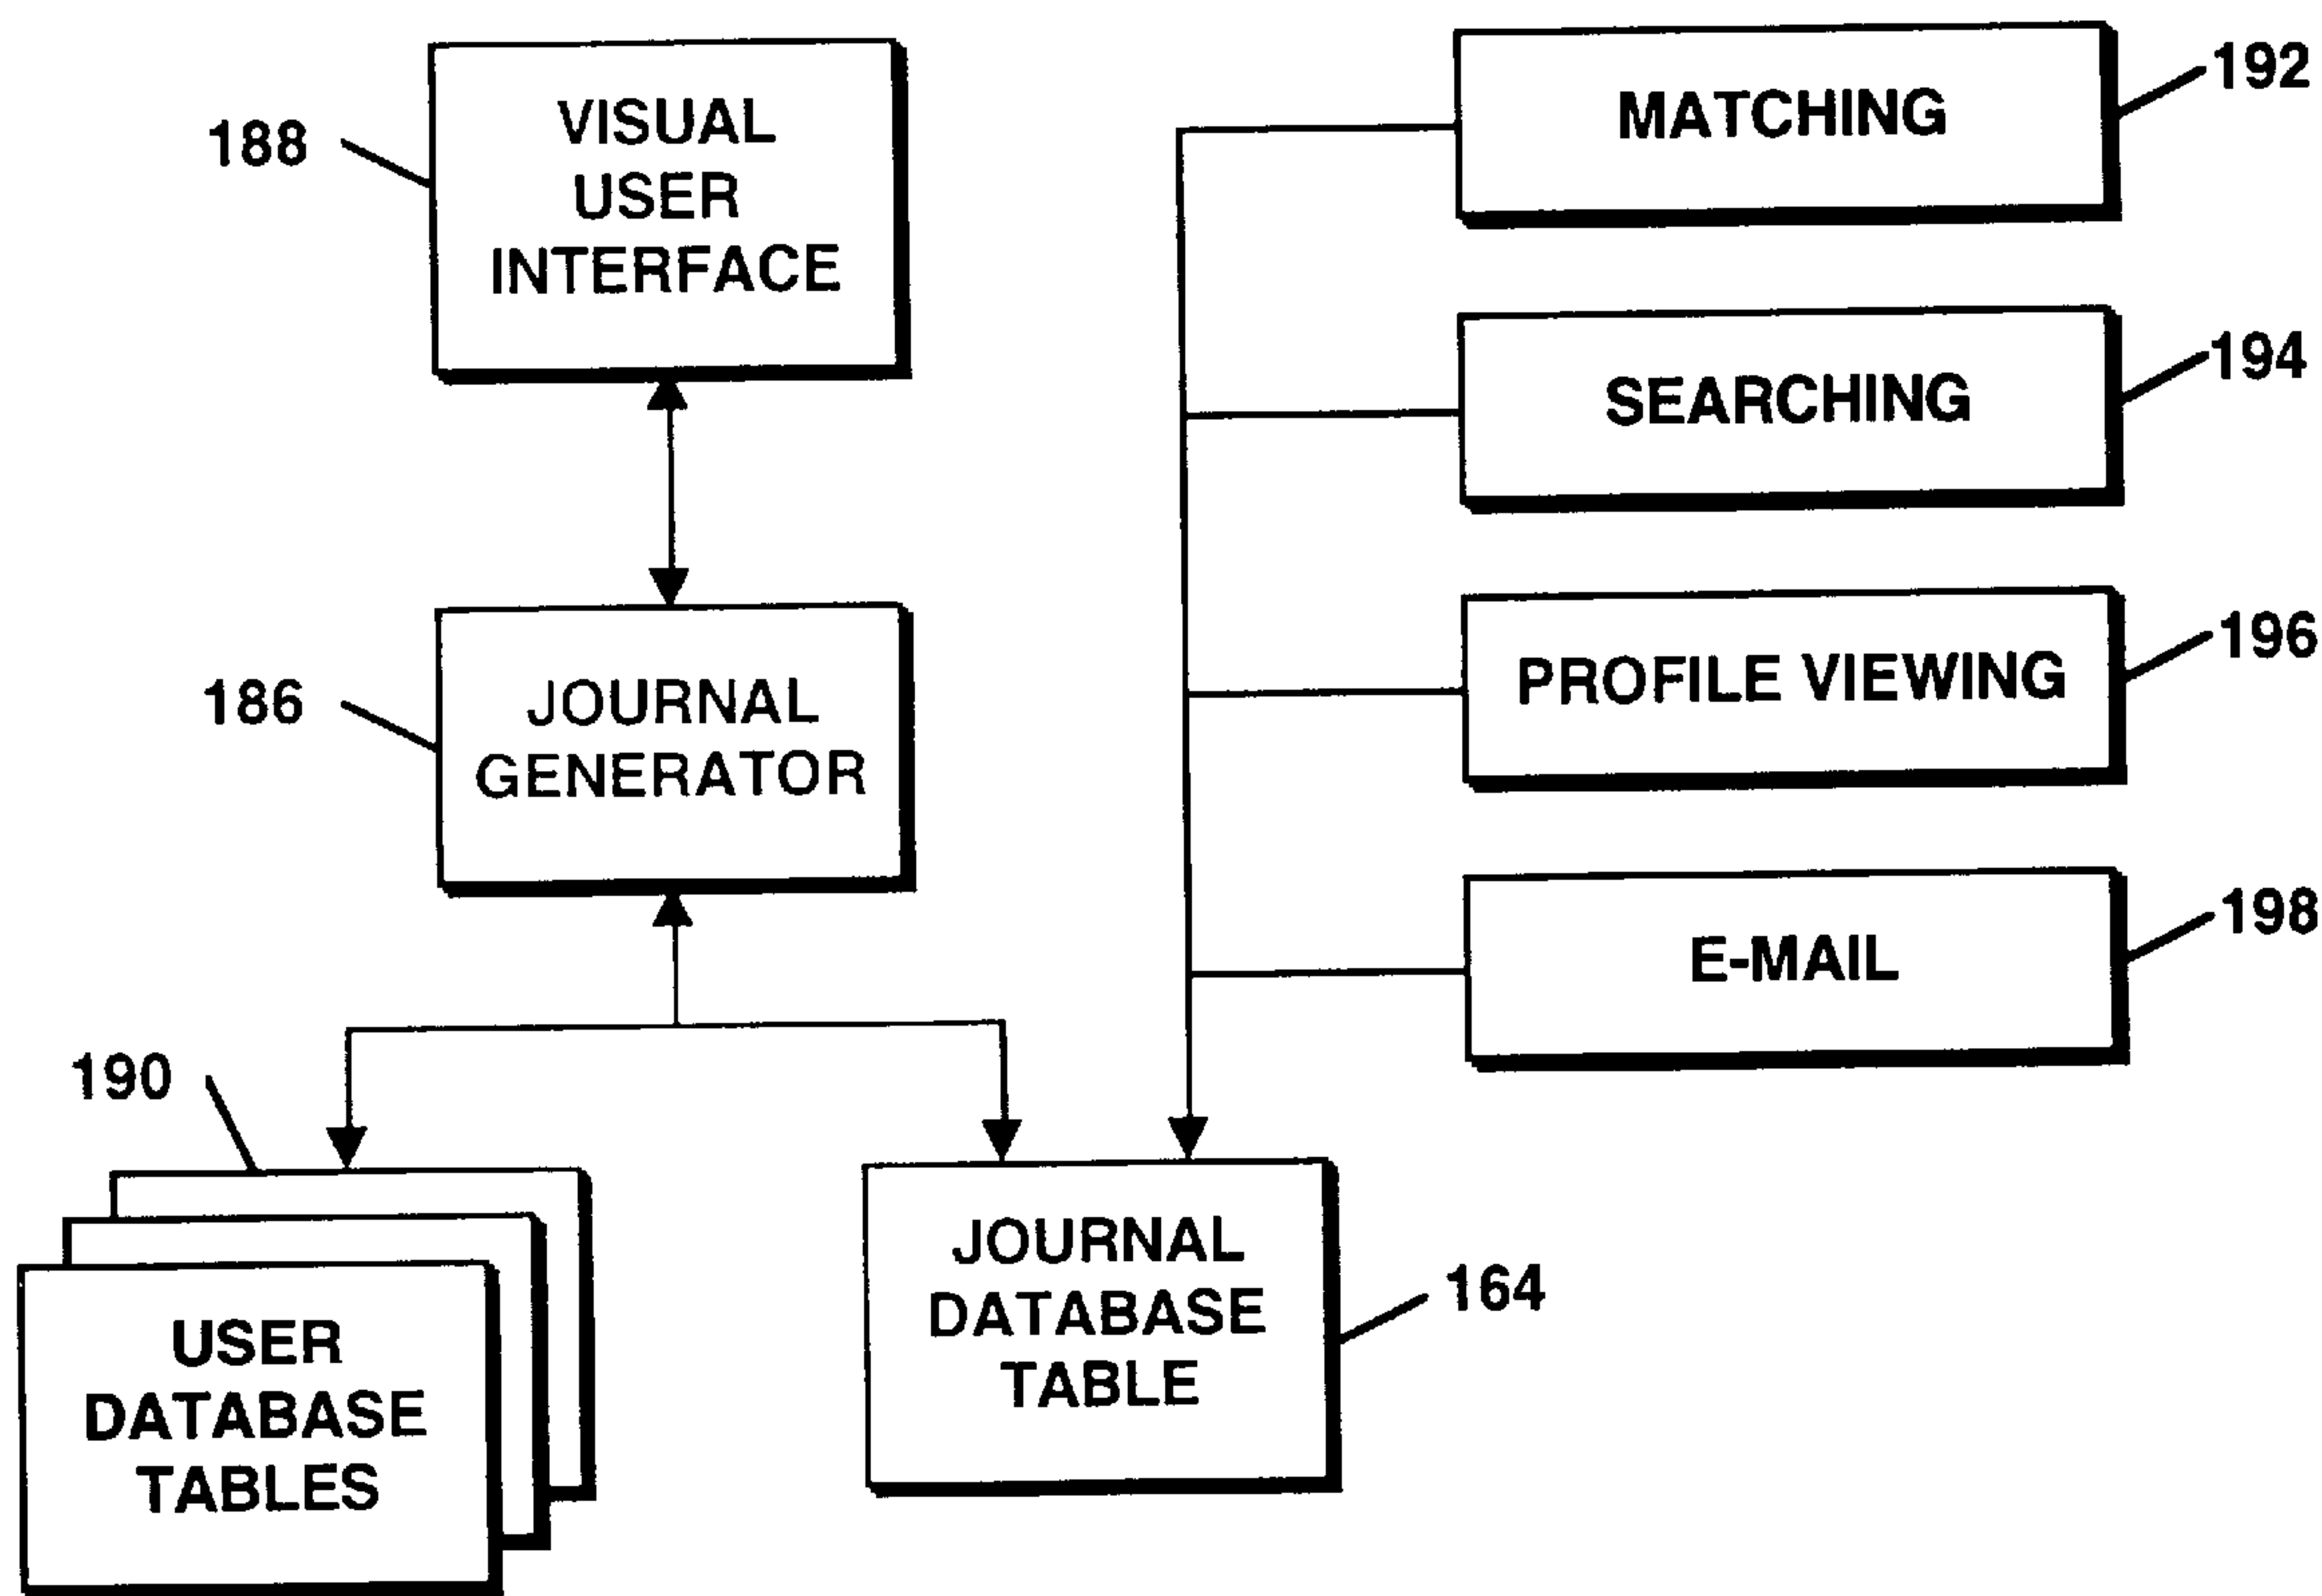 188
VISUAL
USER
INTERFACE
186
JOURNAL
GENERATOR
190
USER
DATABASE
TABLES
JOURNAL
DATABASE
TABLE
164
MATCHING
192
SEARCHING
194
PROFILE VIEWING
196
E-MAIL
198